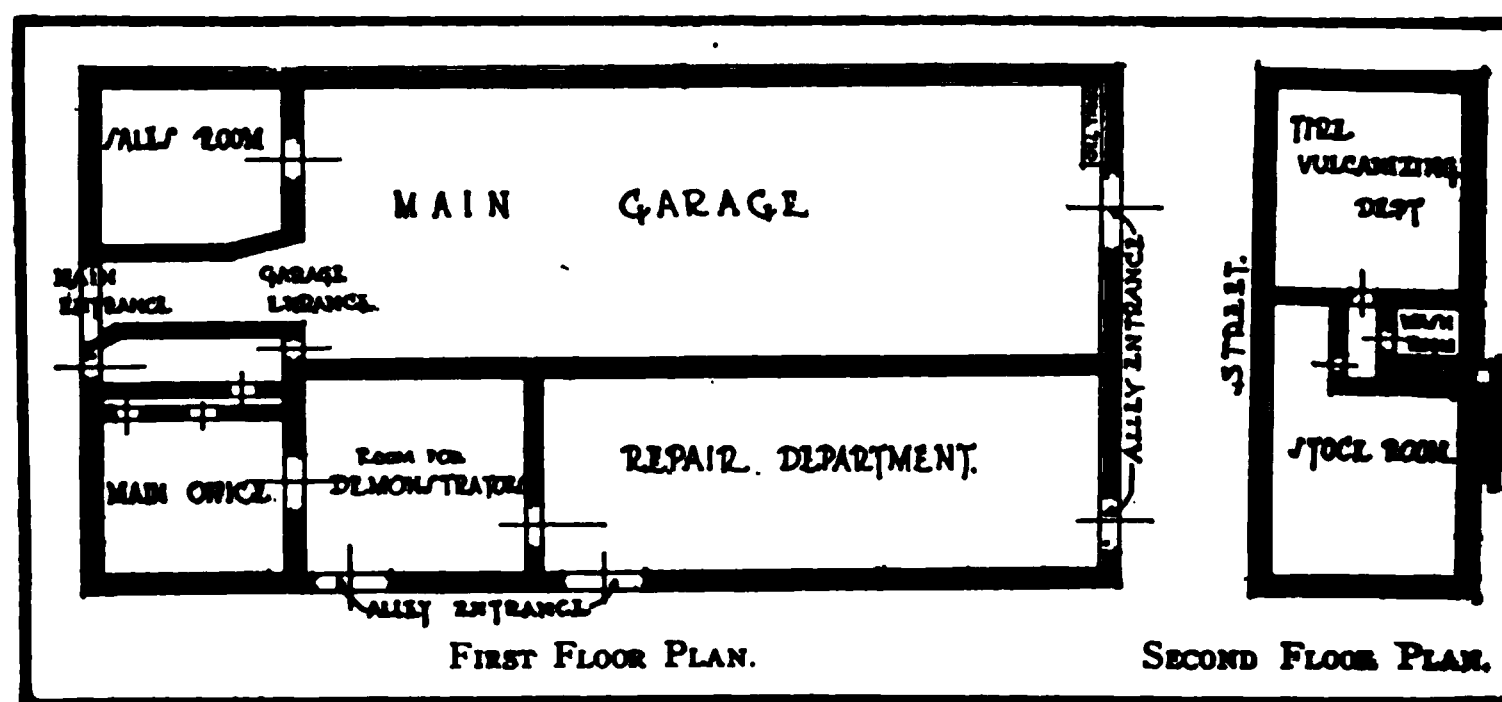 SALES ROOM
MAIN GARAGE
MAIN
ENTRANCE
GARAGE
ENRANCE.
ALLEY ENTRANCE
MAIN OFFICE.
ROOM FOR
DEMONSTRATORS
REPAIR. DEPARTMENT.
ALLEY ENTRANCE
FIRST FLOOR PLAN.
STREET.
TIRE
VULCANIZING
DEPT
WASH
ROOM
STOCK ROOM
SECOND FLOOR PLAN.